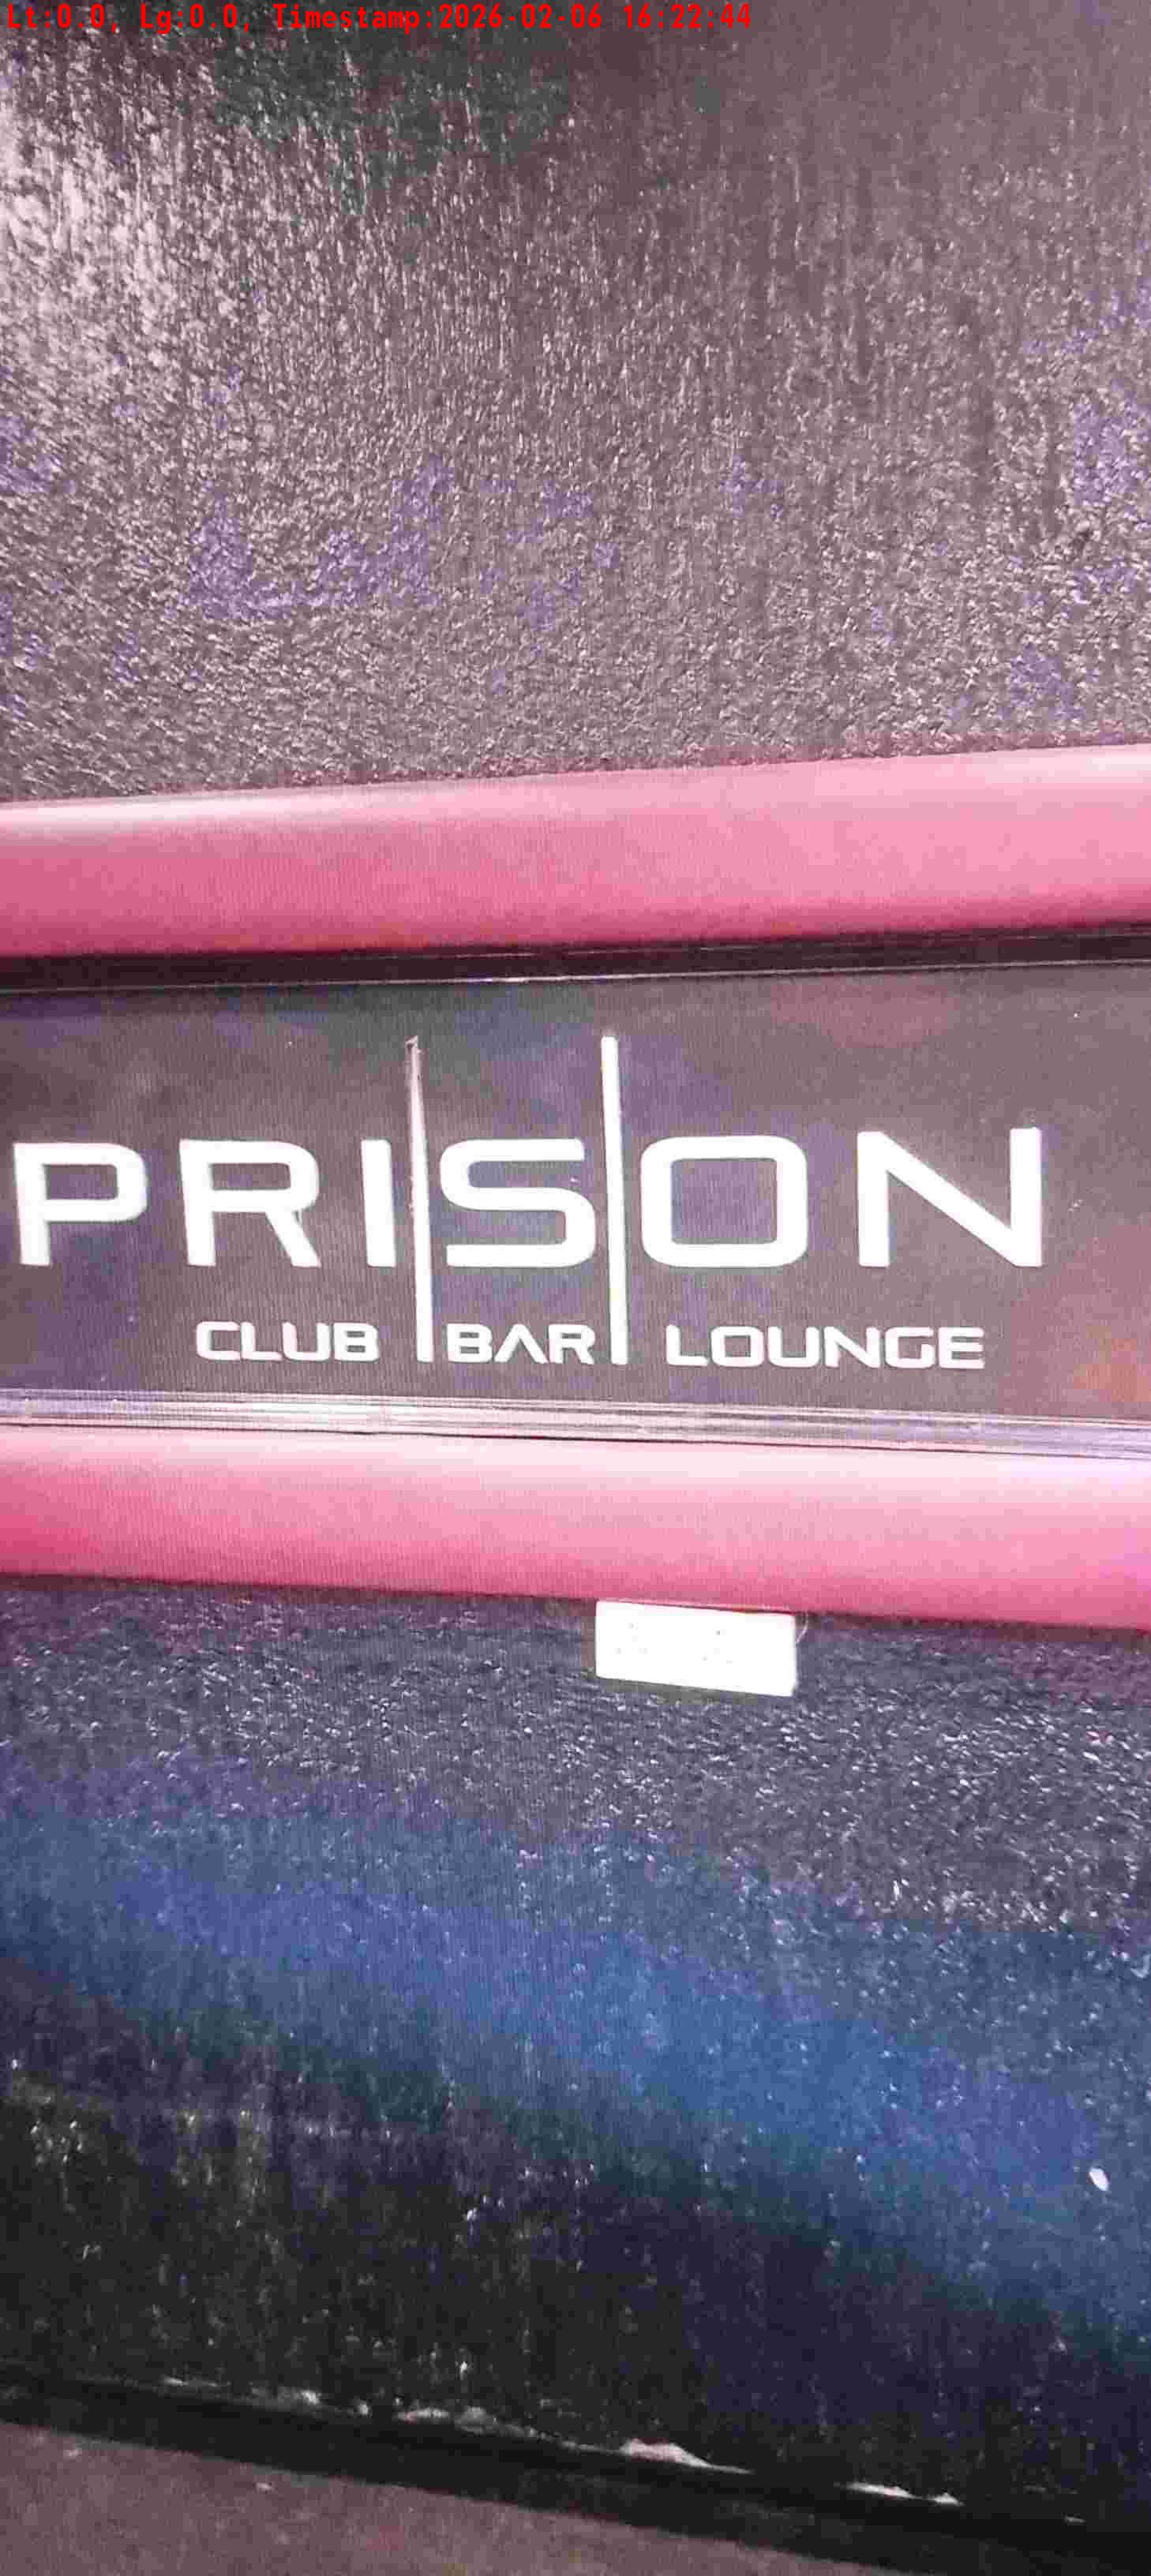 Lt:0.0, Lg:0.0, Timestamp:2026-02-06 16:22:44
PRISON
CLUB BAR LOUNGE